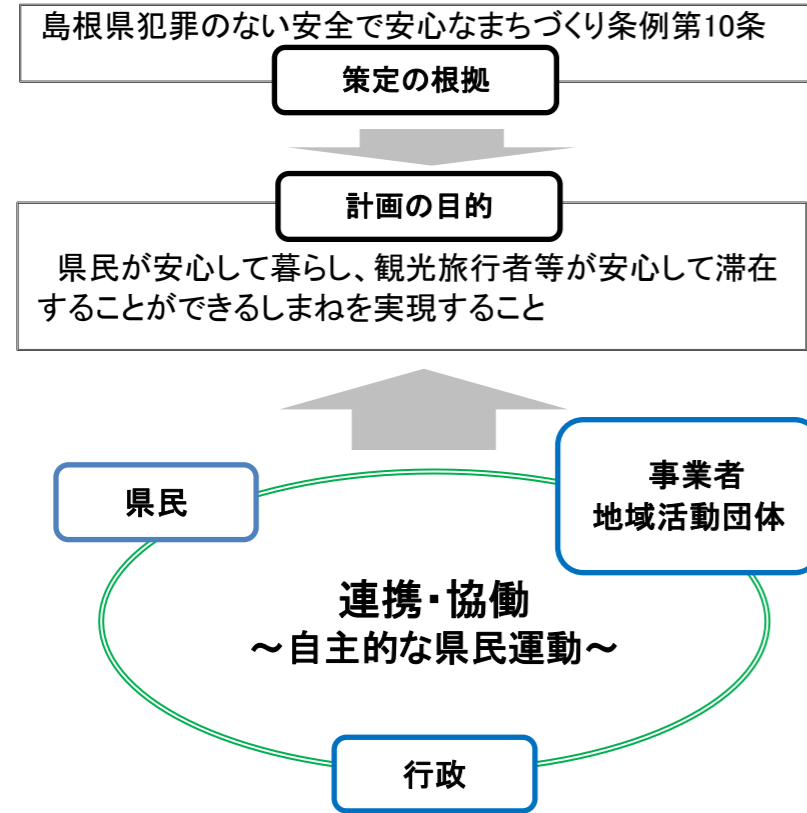 島根県犯罪のない安全で安心なまちづくり条例第10条
策定の根拠
計画の目的
県民が安心して暮らし、観光旅行者等が安心して滞在
することができるしまねを実現すること
県民
事業者
地域活動団体
連携・協働
～自主的な県民運動～
行政